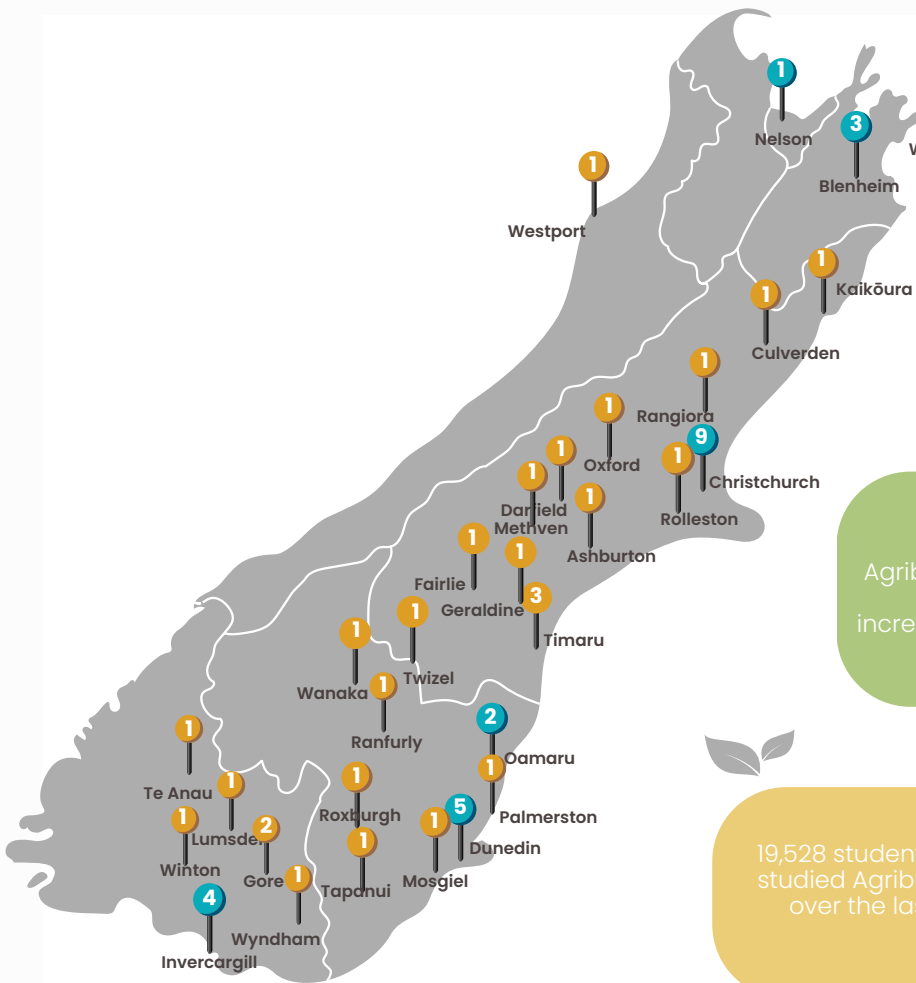 1
Nelson
3
Blenheim
W
1
Westport
1
Kaikōura
1
Culverden
1
Rangiora
1
Oxford
9
Christchurch
1
Rolleston
1
Darfield
1
Methven
1
Ashburton
1
Fairlie
1
Geraldine
3
Timaru
1
Twizel
1
Wanaka
1
Ranfurly
2
Oamaru
1
Palmerston
1
Te Anau
1
Lumsden
1
Winton
2
Gore
1
Wyndham
4
Invercargill
1
Roxburgh
1
Tapanui
1
Mosgiel
5
Dunedin
Agrib
incre
19,528 studen
studied Agrib
over the las